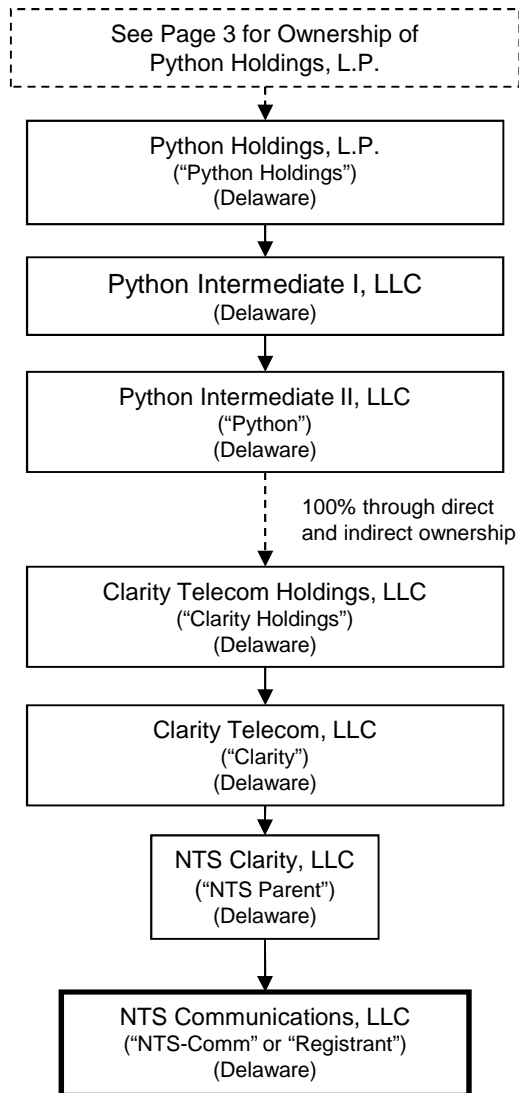 See Page 3 for Ownership of
Python Holdings, L.P.
Python Holdings, L.P.
(“Python Holdings”)
(Delaware)
Python Intermediate I, LLC
(Delaware)
Python Intermediate II, LLC
(“Python”)
(Delaware)
100% through direct
and indirect ownership
Clarity Telecom Holdings, LLC
(“Clarity Holdings”)
(Delaware)
Clarity Telecom, LLC
(“Clarity”)
(Delaware)
NTS Clarity, LLC
(“NTS Parent”)
(Delaware)
NTS Communications, LLC
(“NTS-Comm” or “Registrant”)
(Delaware)